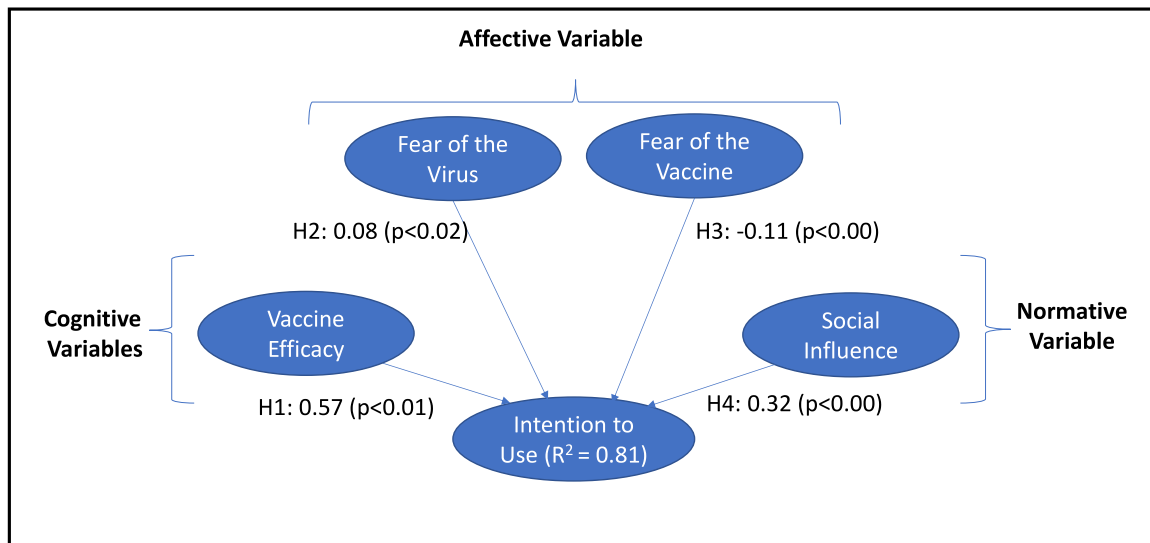 Affective Variable
Fear of the
Virus
Fear of the
Vaccine
H2: 0.08 (p<0.02)
H3: -0.11 (p<0.00)
Cognitive
Variables
Vaccine
Efficacy
Social
Influence
Normative
Variable
H1: 0.57 (p<0.01)
H4: 0.32 (p<0.00)
Intention to
Use (R² = 0.81)